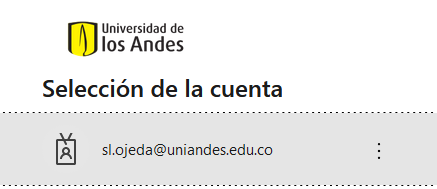 Universidad de
los Andes
Selección de la cuenta
sl.ojeda@uniandes.edu.co